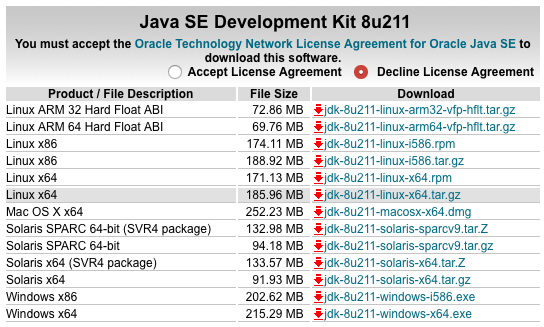 Java SE Development Kit 8u211
You must accept the Oracle Technology Network License Agreement for Oracle Java SE to
download this software.
Accept License Agreement Decline License Agreement
Product / File Description File Size Download
Linux ARM 32 Hard Float ABI 72.86 MB jdk-8u211-linux-arm32-vfp-hflt.tar.gz
Linux ARM 64 Hard Float ABI 69.76 MB jdk-8u211-linux-arm64-vfp-hflt.tar.gz
Linux x86 174.11 MB jdk-8u211-linux-i586.rpm
Linux x86 188.92 MB jdk-8u211-linux-i586.tar.gz
Linux x64 171.13 MB jdk-8u211-linux-x64.rpm
Linux x64 185.96 MB jdk-8u211-linux-x64.tar.gz
Mac OS X x64 252.23 MB jdk-8u211-macosx-x64.dmg
Solaris SPARC 64-bit (SVR4 package) 132.98 MB jdk-8u211-solaris-sparcv9.tar.Z
Solaris SPARC 64-bit 94.18 MB jdk-8u211-solaris-sparcv9.tar.gz
Solaris x64 (SVR4 package) 133.57 MB jdk-8u211-solaris-x64.tar.Z
Solaris x64 91.93 MB jdk-8u211-solaris-x64.tar.gz
Windows x86 202.62 MB jdk-8u211-windows-i586.exe
Windows x64 215.29 MB jdk-8u211-windows-x64.exe